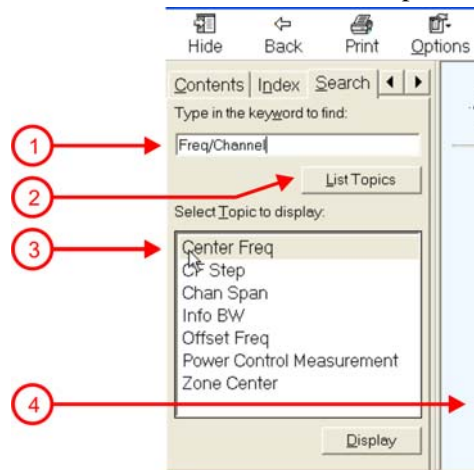 Hide Back Print Options
Contents Index Search
Type in the keyword to find:
1
Freq/Channel
2
List Topics
Select Topic to display:
3
Center Freq
CF Step
Chan Span
Info BW
Offset Freq
Power Control Measurement
Zone Center
4
Display